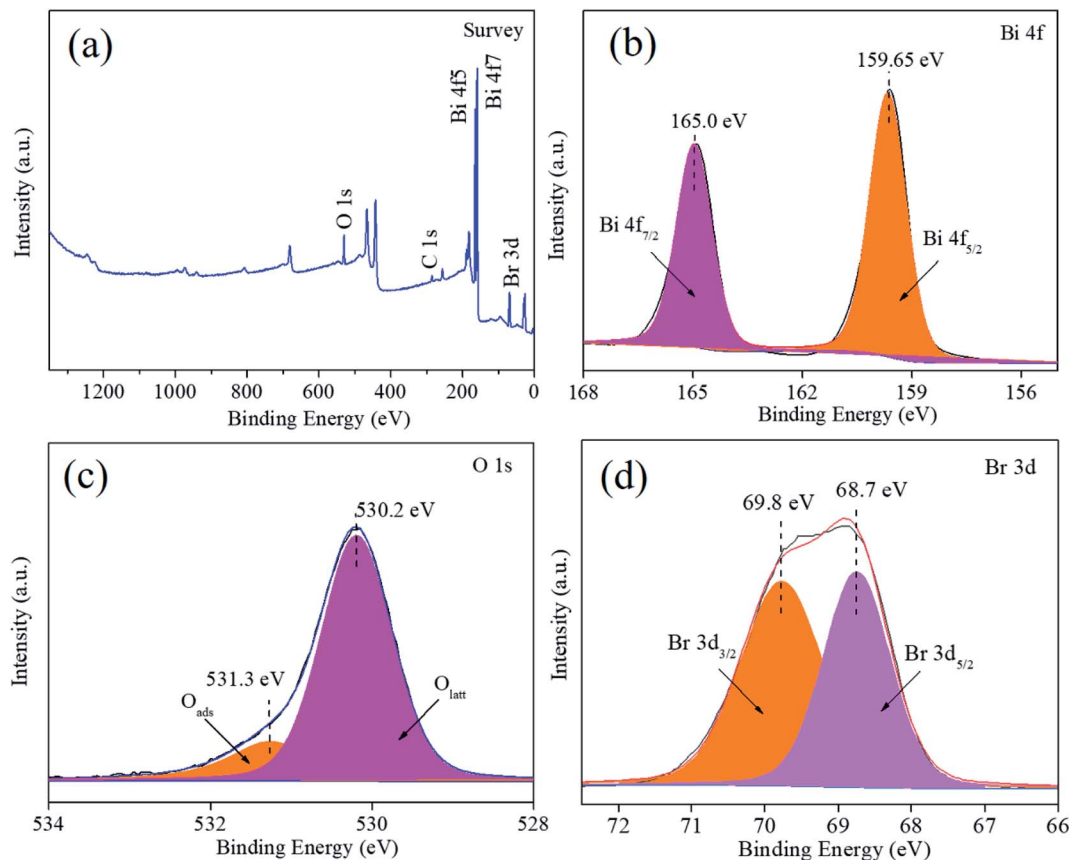 (a)
Survey
Bi 4f5
Bi 4f7
O 1s
C 1s
Br 3d
Intensity (a.u.)
1200 1000 800 600 400 200 0
Binding Energy (eV)
(b)
Bi 4f
159.65 eV
165.0 eV
Bi 4f7/2
Bi 4f5/2
Intensity (a.u.)
168 165 162 159 156
Binding Energy (eV)
(c)
O 1s
530.2 eV
531.3 eV
Oads
Olatt
Intensity (a.u.)
534 532 530 528
Binding Energy (eV)
(d)
Br 3d
69.8 eV 68.7 eV
Br 3d3/2
Br 3d5/2
Intensity (a.u.)
72 71 70 69 68 67 66
Binding Energy (eV)